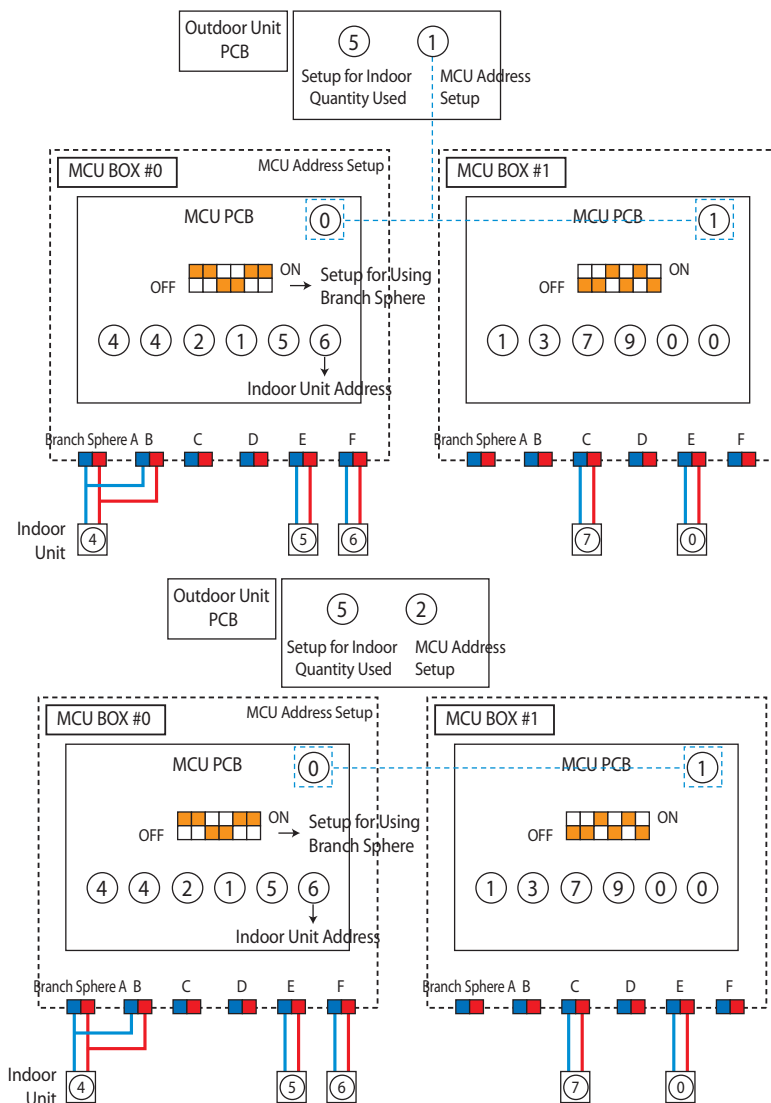 Outdoor Unit
PCB
5 1
Setup for Indoor
Quantity Used
MCU Address
Setup
MCU BOX #0
MCU Address Setup
MCU PCB
0
ON
OFF
Setup for Using
Branch Sphere
4 4 2 1 5 6
Indoor Unit Address
Branch Sphere A B C D E F
Indoor
Unit
4 5 6
MCU BOX #1
MCU PCB
1
ON
OFF
1 3 7 9 0 0
Branch Sphere A B C D E F
7 0
Outdoor Unit
PCB
5 2
Setup for Indoor
Quantity Used
MCU Address
Setup
MCU BOX #0
MCU Address Setup
MCU PCB
0
ON
OFF
Setup for Using
Branch Sphere
4 4 2 1 5 6
Indoor Unit Address
Branch Sphere A B C D E F
Indoor
Unit
4 5 6
MCU BOX #1
MCU PCB
1
ON
OFF
1 3 7 9 0 0
Branch Sphere A B C D E F
7 0